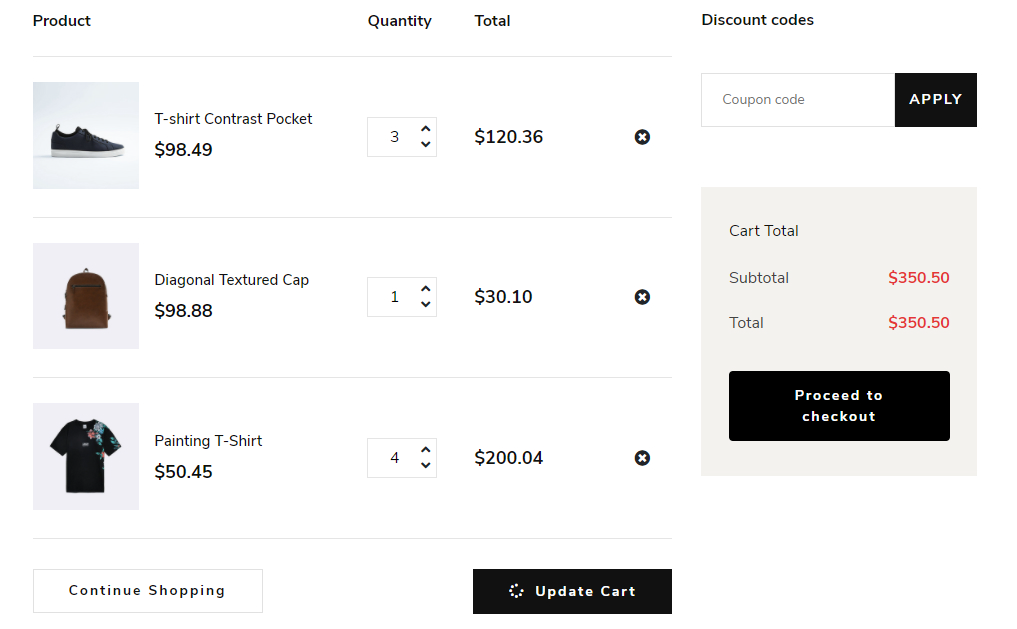 Product Quantity Total
T-shirt Contrast Pocket
$98.49
3
$120.36
Diagonal Textured Cap
$98.88
1
$30.10
Painting T-Shirt
$50.45
4
$200.04
Continue Shopping
Update Cart
Discount codes
Coupon code
APPLY
Cart Total
Subtotal $350.50
Total $350.50
Proceed to
checkout